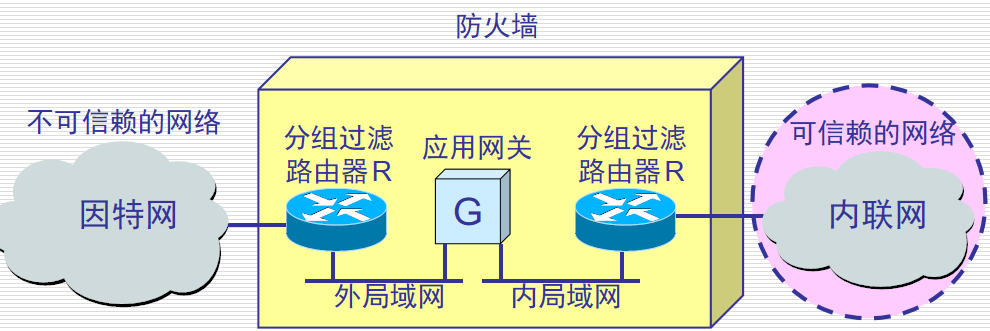 防火墙
不可信赖的网络
因特网
分组过滤
路由器R
应用网关
G
分组过滤
路由器R
外局域网
内局域网
可信赖的网络
内联网